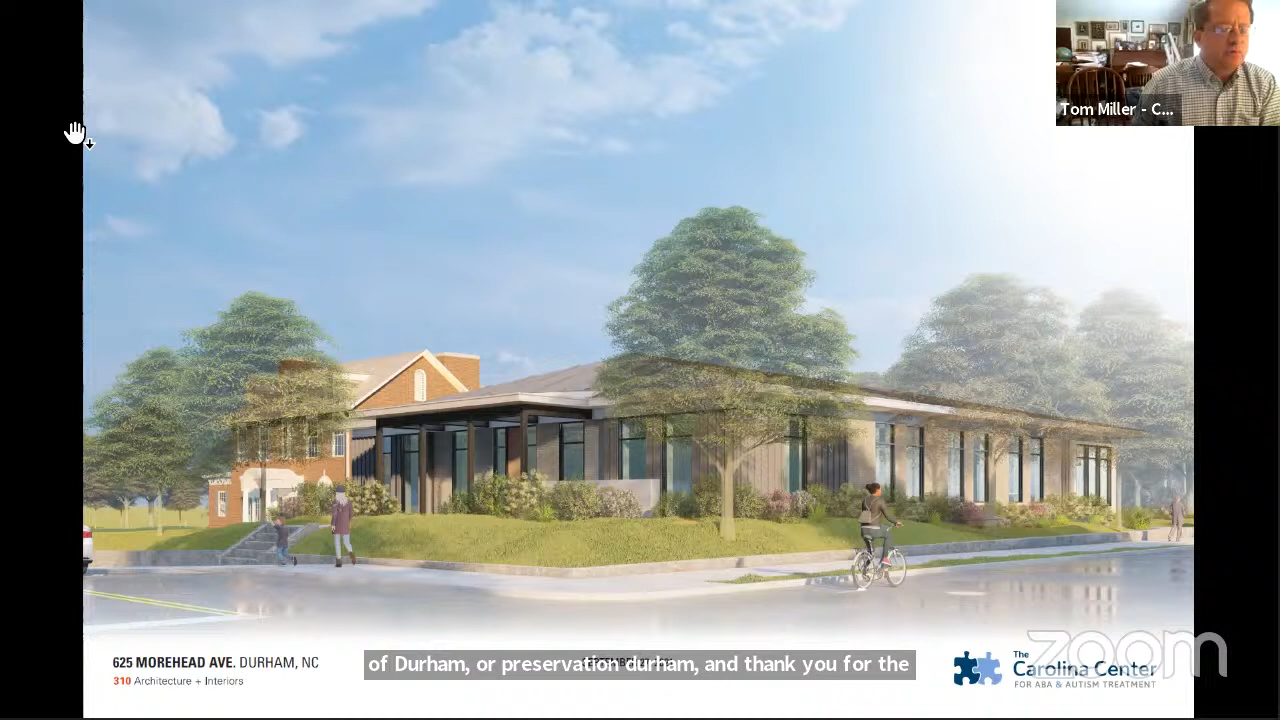 Tom Miller - C...
625 MOREHEAD AVE. DURHAM, NC
310 Architecture + Interiors
of Durham, or preservation durham, and thank you for the
The
Carolina Center
FOR ABA & AUTISM TREATMENT
zoom